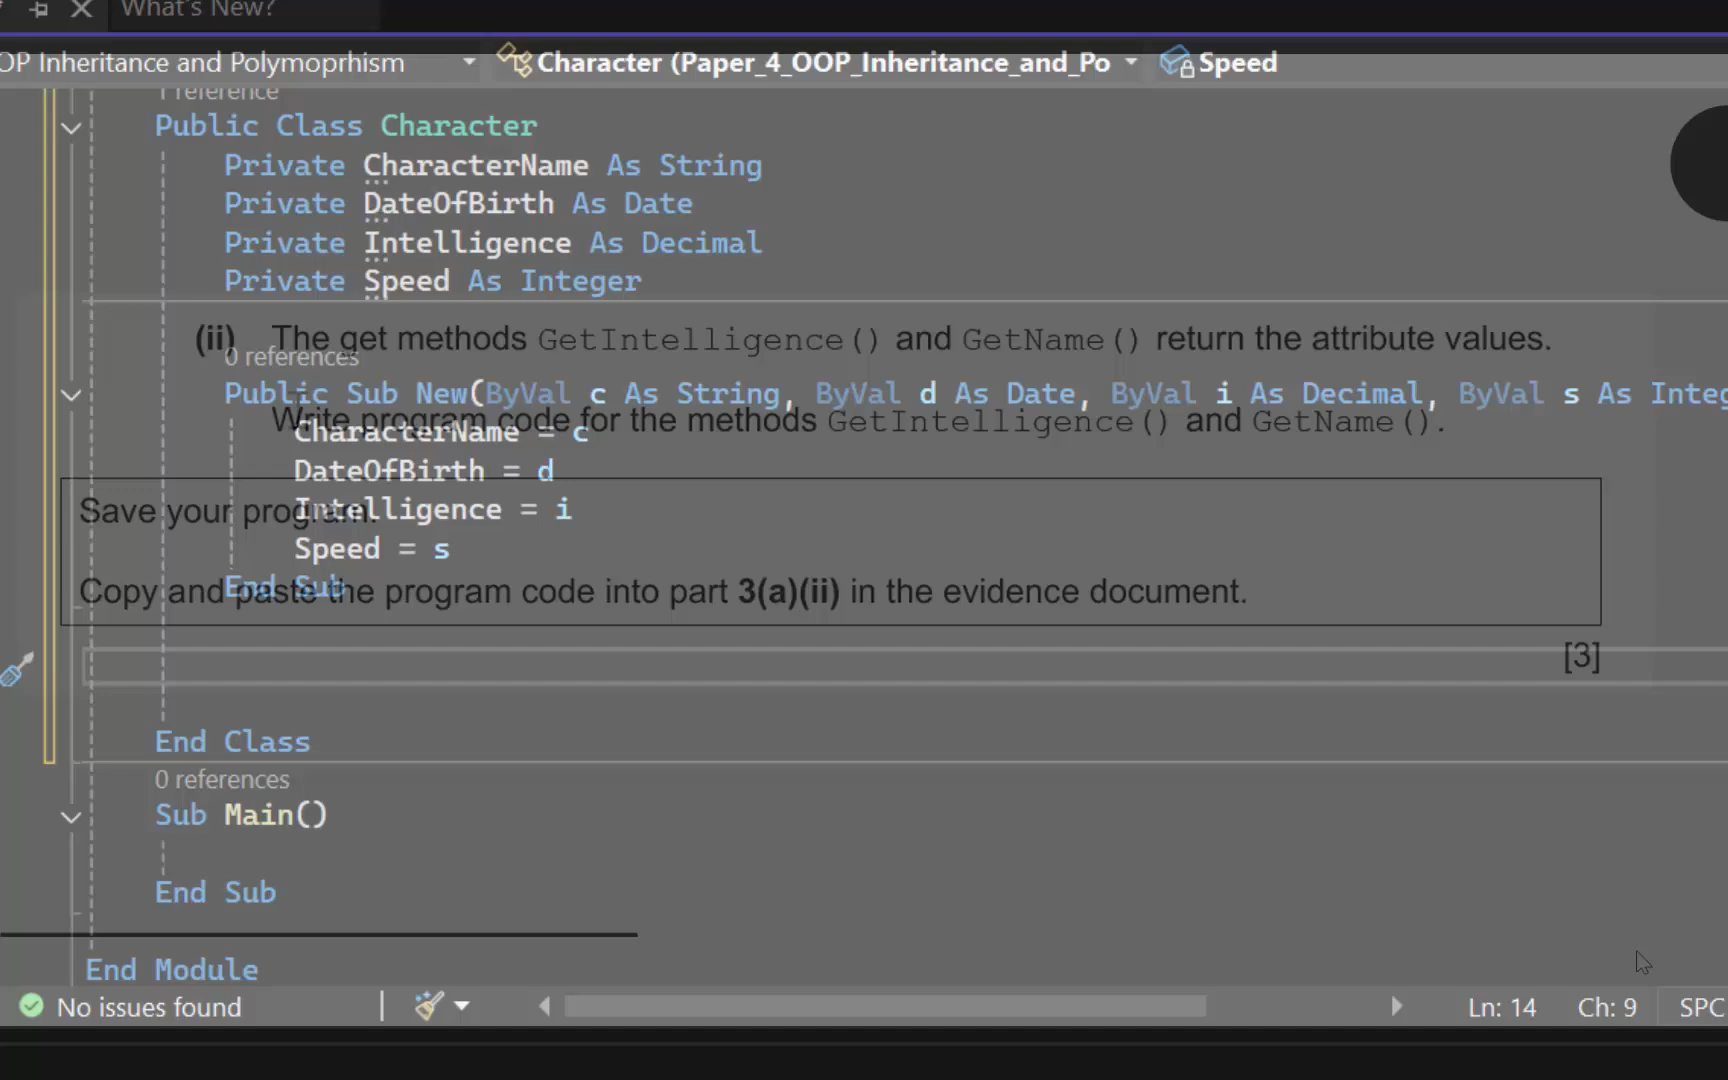 What's New?
OP Inheritance and Polymoprhism
Character (Paper_4_OOP_Inheritance_and_Po
Speed
1 reference
Public Class Character
Private CharacterName As String
Private DateOfBirth As Date
Private Intelligence As Decimal
Private Speed As Integer
(ii) The get methods GetIntelligence() and GetName() return the attribute values.
0 references
Public Sub New(ByVal c As String, ByVal d As Date, ByVal i As Decimal, ByVal s As Integ
Write program code for the methods GetIntelligence() and GetName().
CharacterName = c
DateOfBirth = d
Save your program.
Intelligence = i
Speed = s
End Sub
Copy and paste the program code into part 3(a)(ii) in the evidence document.
[3]
End Class
0 references
Sub Main()
End Sub
End Module
No issues found
Ln: 14
Ch: 9
SPC